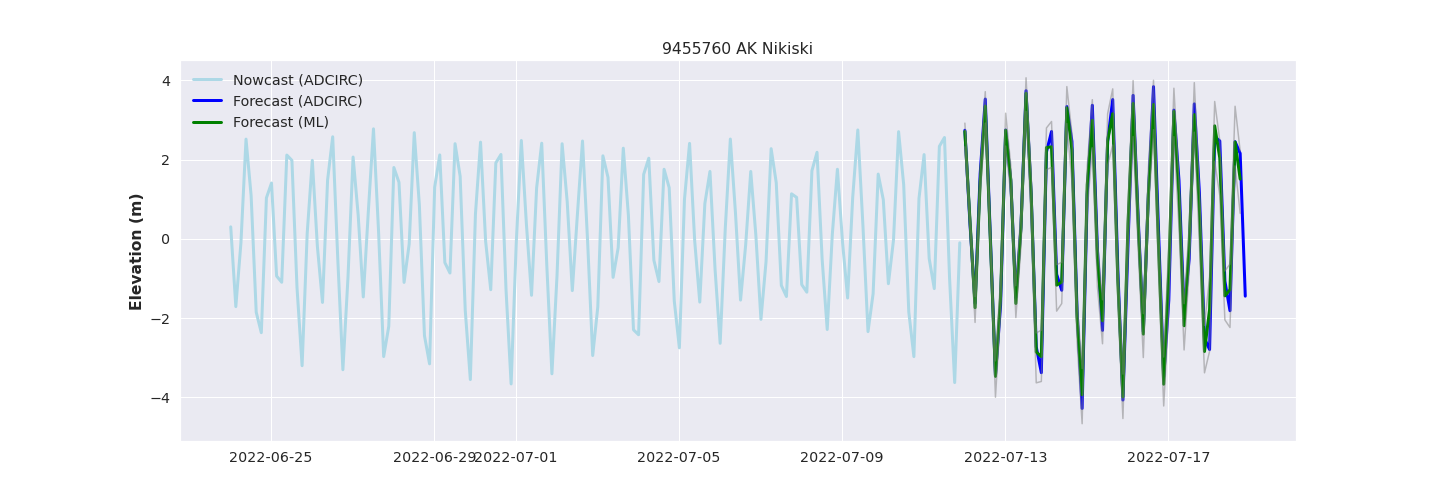 9455760 AK Nikiski
Nowcast (ADCIRC)
Forecast (ADCIRC)
Forecast (ML)
Elevation (m)
4
2
0
−2
−4
2022-06-25
2022-06-29
2022-07-01
2022-07-05
2022-07-09
2022-07-13
2022-07-17